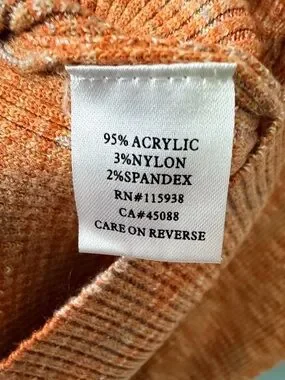 95% ACRYLIC
3%NYLON
2%SPANDEX
RN#115938
CA#45088
CARE ON REVERSE